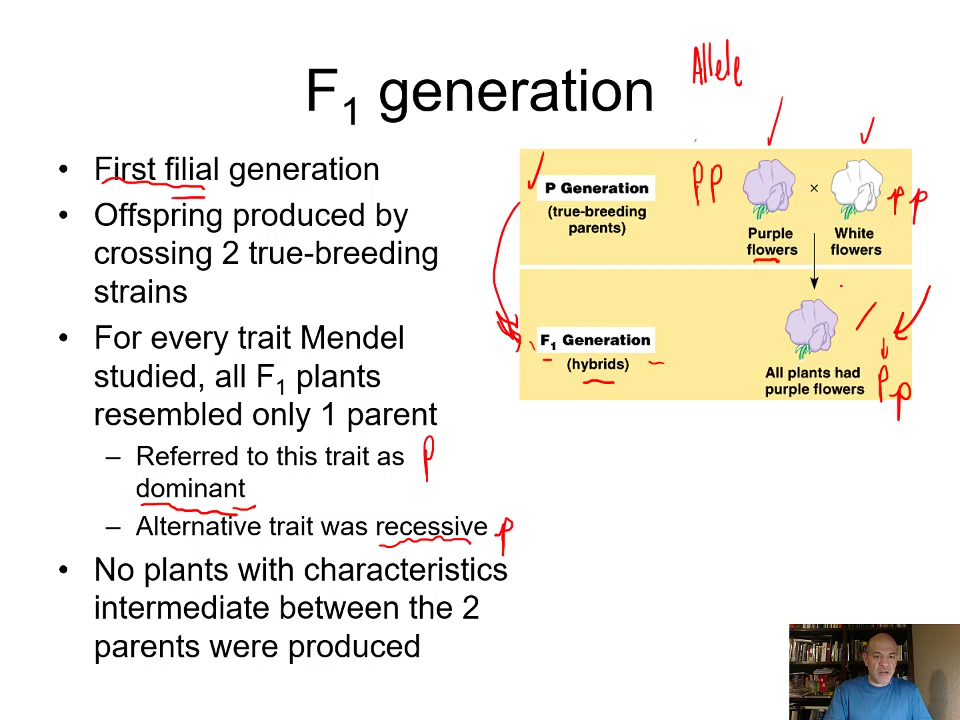 F1 generation
Allele
• First filial generation
• Offspring produced by
crossing 2 true-breeding
strains
• For every trait Mendel
studied, all F1 plants
resembled only 1 parent
– Referred to this trait as P
dominant
– Alternative trait was recessive p
• No plants with characteristics
intermediate between the 2
parents were produced
P Generation
(true-breeding
parents)
PP
×
pp
Purple
flowers
White
flowers
F1 Generation
(hybrids)
All plants had
purple flowers
Pp